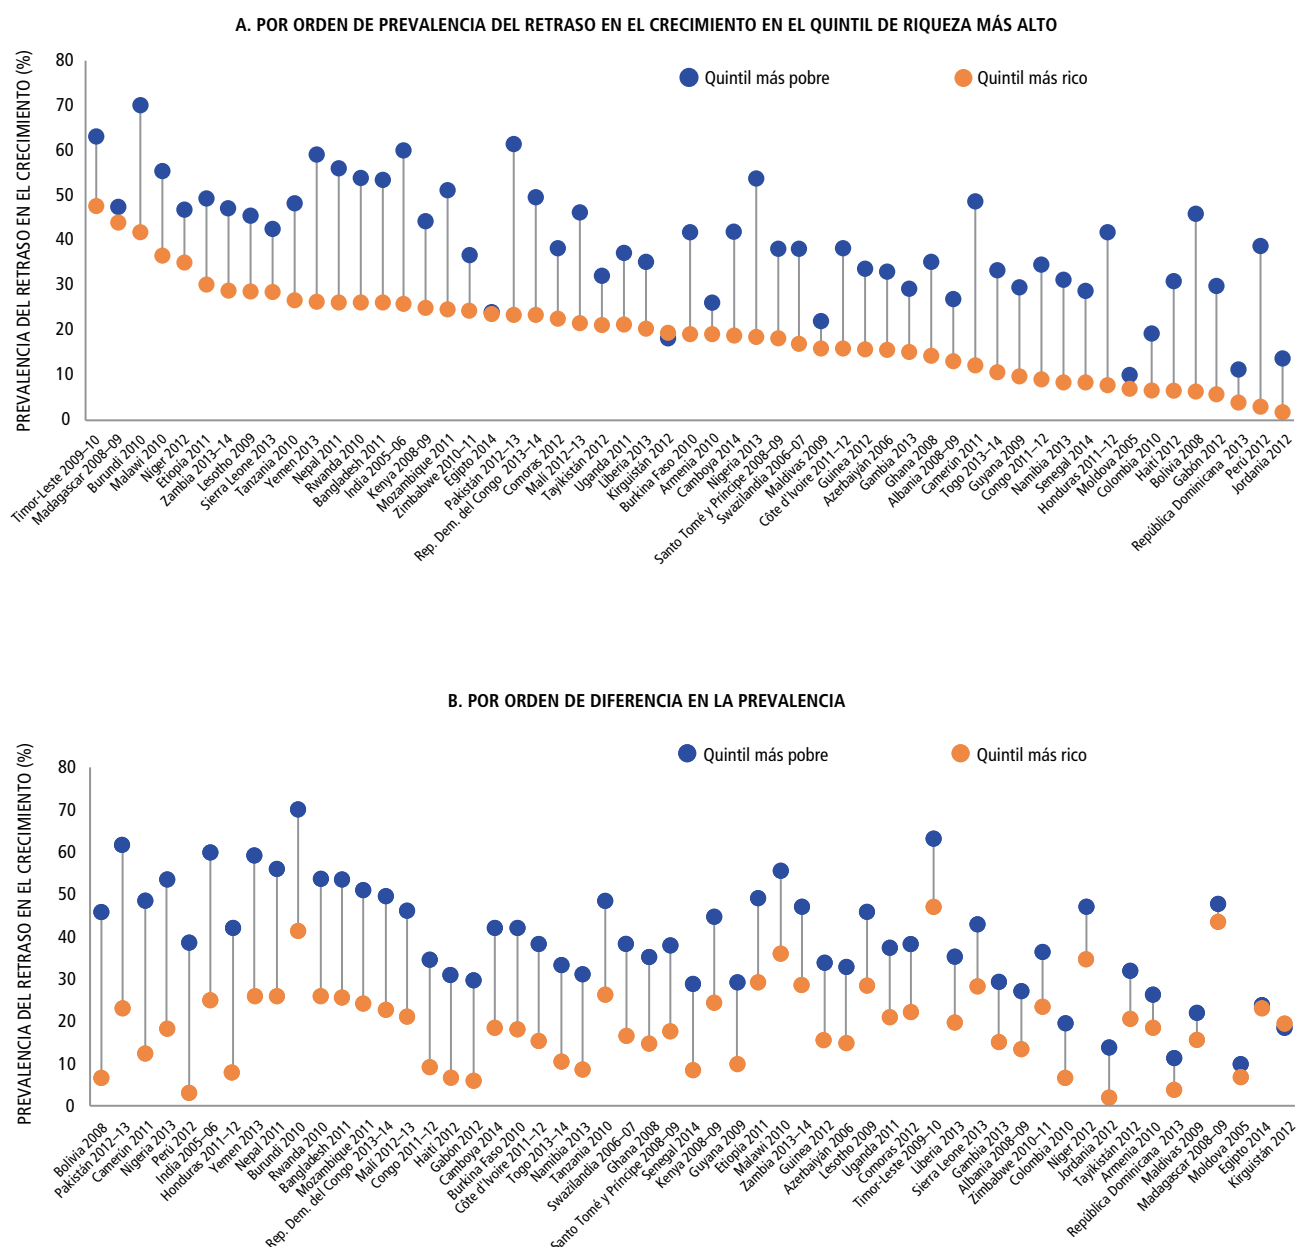 A. POR ORDEN DE PREVALENCIA DEL RETRASO EN EL CRECIMIENTO EN EL QUINTIL DE RIQUEZA MÁS ALTO
PREVALENCIA DEL RETRASO EN EL CRECIMIENTO (%)
80
70
60
50
40
30
20
10
0
Quintil más pobre
Quintil más rico
Timor-Leste 2009–10
Madagascar 2008–09
Burundi 2010
Malawi 2010
Níger 2012
Etiopía 2011
Zambia 2013–14
Lesotho 2009
Sierra Leone 2013
Tanzania 2010
Yemen 2013
Nepal 2011
Rwanda 2010
Bangladesh 2011
India 2005–06
Kenya 2008-09
Mozambique 2011
Zimbabwe 2010–11
Egipto 2014
Pakistán 2012–13
Rep. Dem. del Congo 2013–14
Comoras 2012
Mali 2012–13
Tayikistán 2012
Uganda 2011
Liberia 2013
Kirguistán 2012
Burkina Faso 2010
Armenia 2010
Camboya 2014
Nigeria 2013
Santo Tomé y Príncipe 2008–09
Swazilandia 2006–07
Maldivas 2009
Côte d'Ivoire 2011–12
Guinea 2012
Azerbaiyán 2006
Gambia 2013
Ghana 2008
Albania 2008–09
Camerún 2011
Togo 2013–14
Guyana 2009
Congo 2011–12
Namibia 2013
Senegal 2014
Honduras 2011–12
Moldova 2005
Colombia 2010
Haití 2012
Bolivia 2008
Gabón 2012
República Dominicana 2013
Perú 2012
Jordania 2012
B. POR ORDEN DE DIFERENCIA EN LA PREVALENCIA
PREVALENCIA DEL RETRASO EN EL CRECIMIENTO (%)
80
70
60
50
40
30
20
10
0
Quintil más pobre
Quintil más rico
Bolivia 2008
Pakistán 2012–13
Camerún 2011
Nigeria 2013
Perú 2012
India 2005–06
Honduras 2011–12
Yemen 2013
Nepal 2011
Burundi 2010
Rwanda 2010
Bangladesh 2011
Mozambique 2011
Rep. Dem. del Congo 2013–14
Malí 2012–13
Congo 2011–12
Haití 2012
Gabón 2012
Camboya 2014
Burkina Faso 2010
Côte d'Ivoire 2011–12
Togo 2013–14
Namibia 2013
Tanzania 2010
Swazilandia 2006–07
Ghana 2008
Santo Tomé y Príncipe 2008–09
Senegal 2014
Kenya 2008–09
Guyana 2009
Etiopía 2011
Malawi 2010
Zambia 2013–14
Guinea 2012
Azerbaiyán 2006
Lesotho 2009
Uganda 2011
Comoras 2012
Timor-Leste 2009–10
Liberia 2013
Sierra Leone 2013
Gambia 2013
Albania 2008–09
Zimbabwe 2010–11
Colombia 2010
Níger 2012
Jordania 2012
Tayikistán 2012
Armenia 2010
República Dominicana 2013
Maldivas 2009
Madagascar 2008–09
Moldova 2005
Egipto 2014
Kirguistán 2012